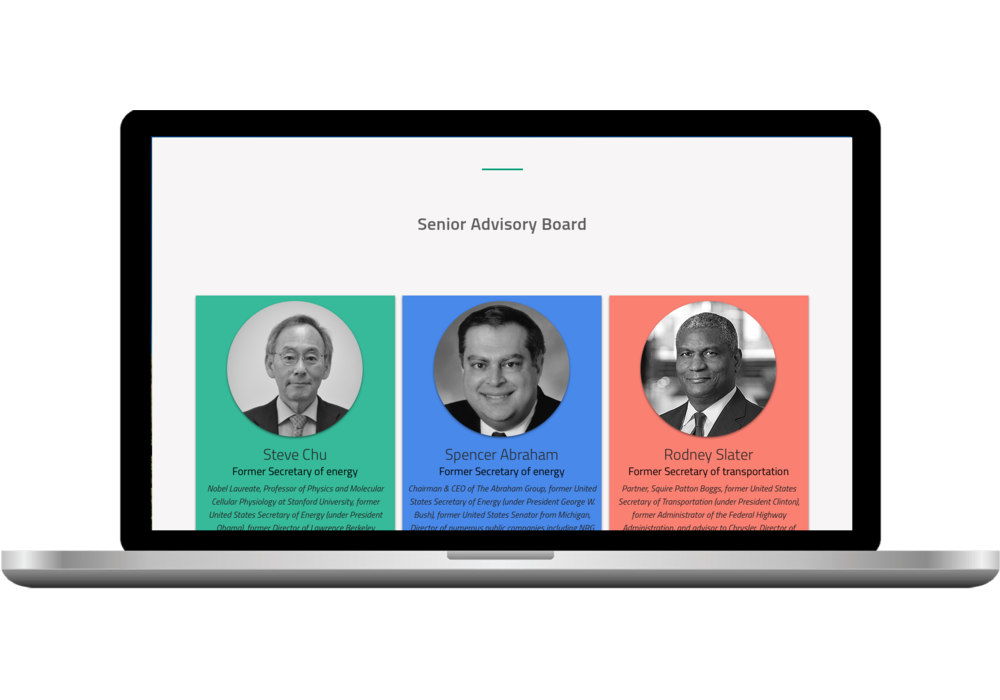 Senior Advisory Board
Steve Chu
Former Secretary of energy
Nobel Laureate, Professor of Physics and Molecular
Cellular Physiology at Stanford University, former
United States Secretary of Energy (under President
Obama), former Director of Lawrence Berkeley
Spencer Abraham
Former Secretary of energy
Chairman & CEO of The Abraham Group, former United
States Secretary of Energy (under President George W.
Bush), former United States Senator from Michigan,
Director of numerous public companies including NRG
Rodney Slater
Former Secretary of transportation
Partner, Squire Patton Boggs, former United States
Secretary of Transportation (under President Clinton),
former Administrator of the Federal Highway
Administration, and advisor to Chrysler, Director of